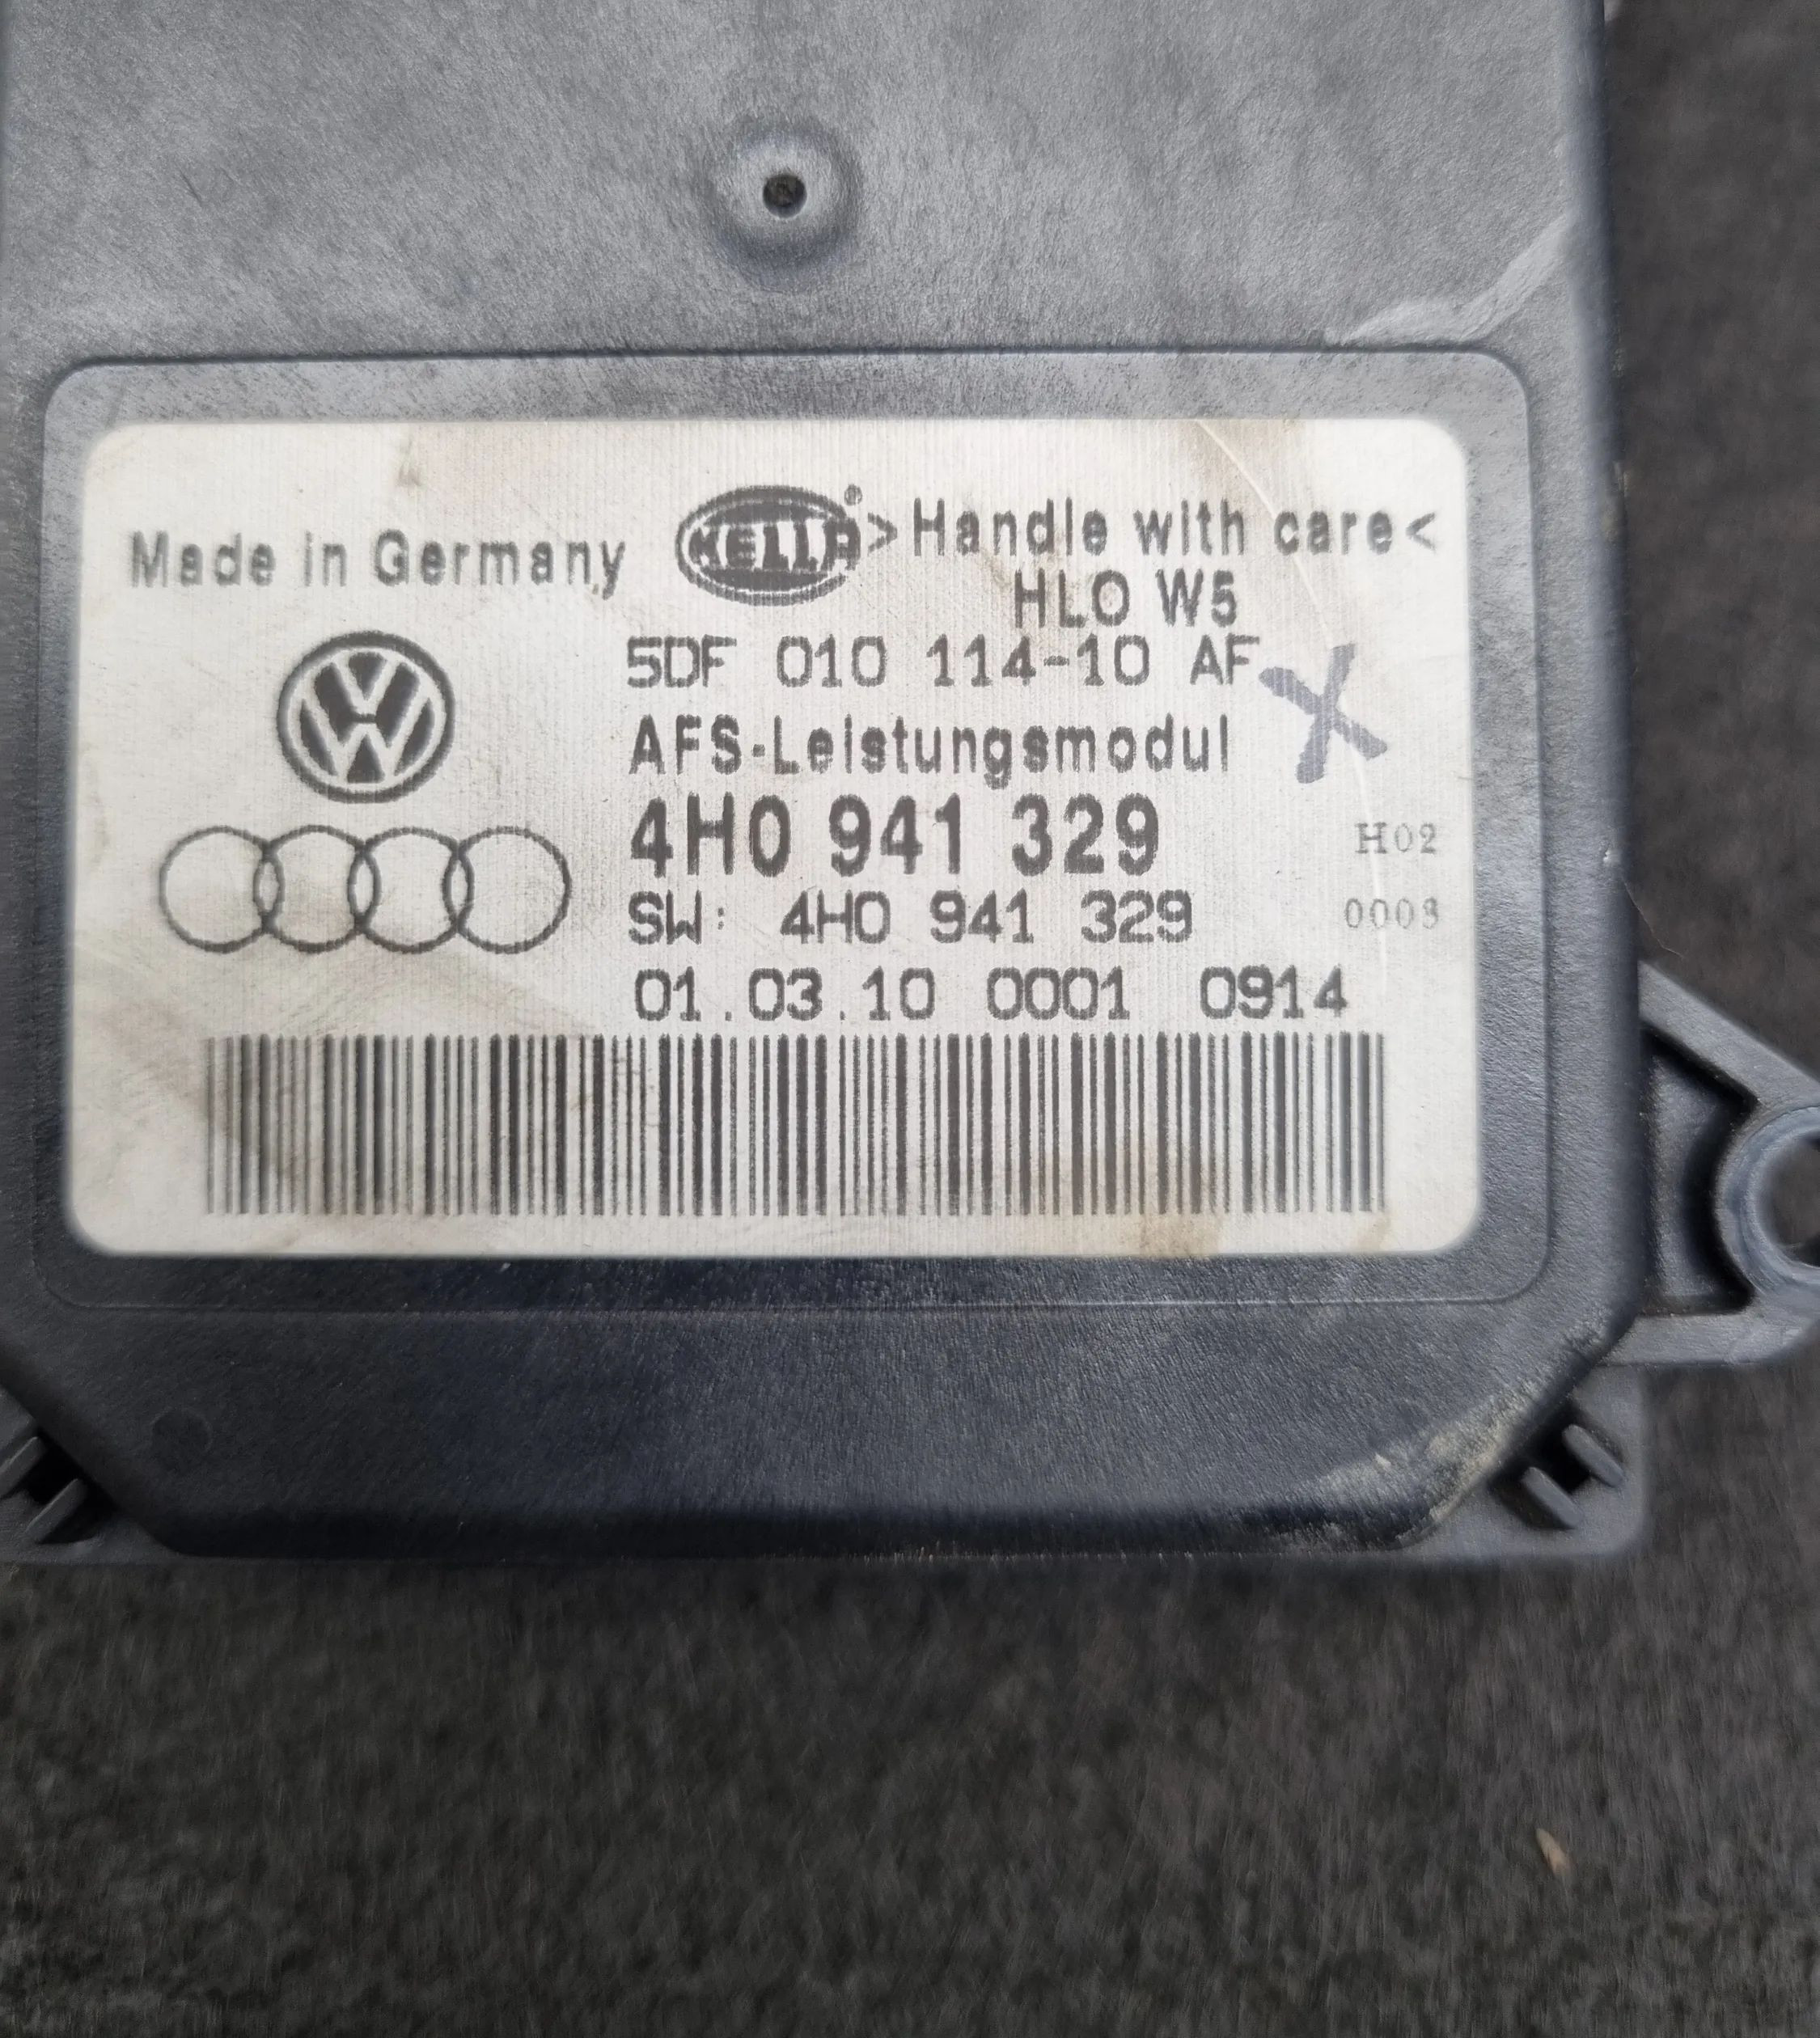 Made in Germany
HELLA
®
>Handle with care<
HLO W5
5DF 010 114-10 AF
X
AFS-Leistungsmodul
4H0 941 329
H02
SW: 4H0 941 329
0003
01.03.10 0001 0914